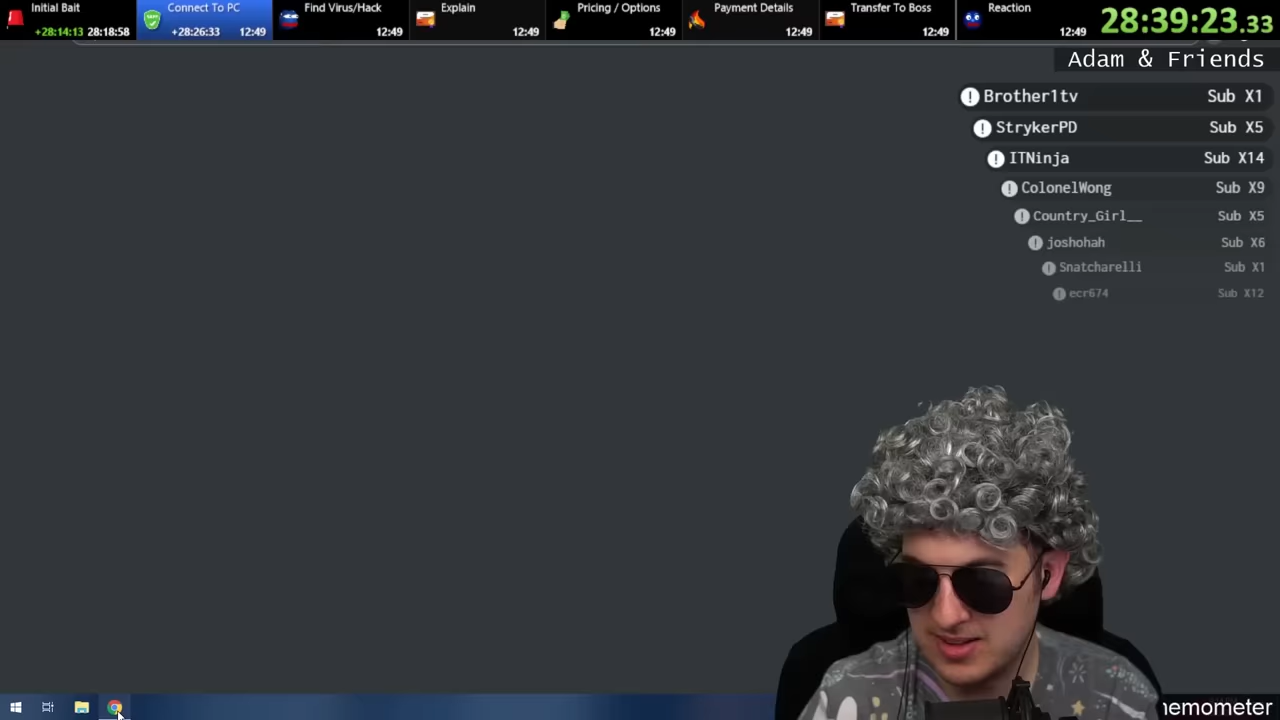 Initial Bait
+28:14:13 28:18:58
Connect To PC
+28:26:33 12:49
Find Virus/Hack
12:49
Explain
12:49
Pricing / Options
12:49
Payment Details
12:49
Transfer To Boss
12:49
Reaction
12:49
28:39:23.33
Adam & Friends
Brother1tv Sub X1
StrykerPD Sub X5
ITNinja Sub X14
ColonelWong Sub X9
Country_Girl__ Sub X5
joshohah Sub X6
Snatcharelli Sub X1
ecr674 Sub X12